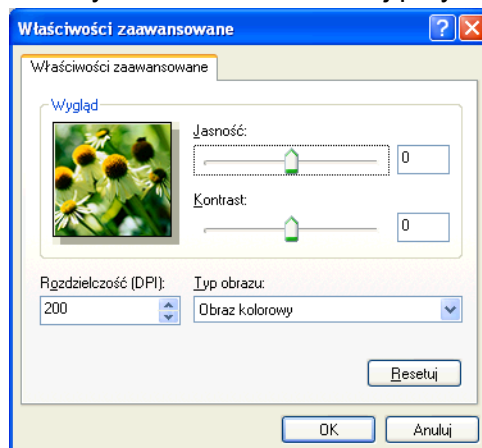 Właściwości zaawansowane
Właściwości zaawansowane
Wygląd
Jasność:
0
Kontrast:
0
Rozdzielczość (DPI):
Typ obrazu:
200
Obraz kolorowy
Resetuj
OK
Anuluj